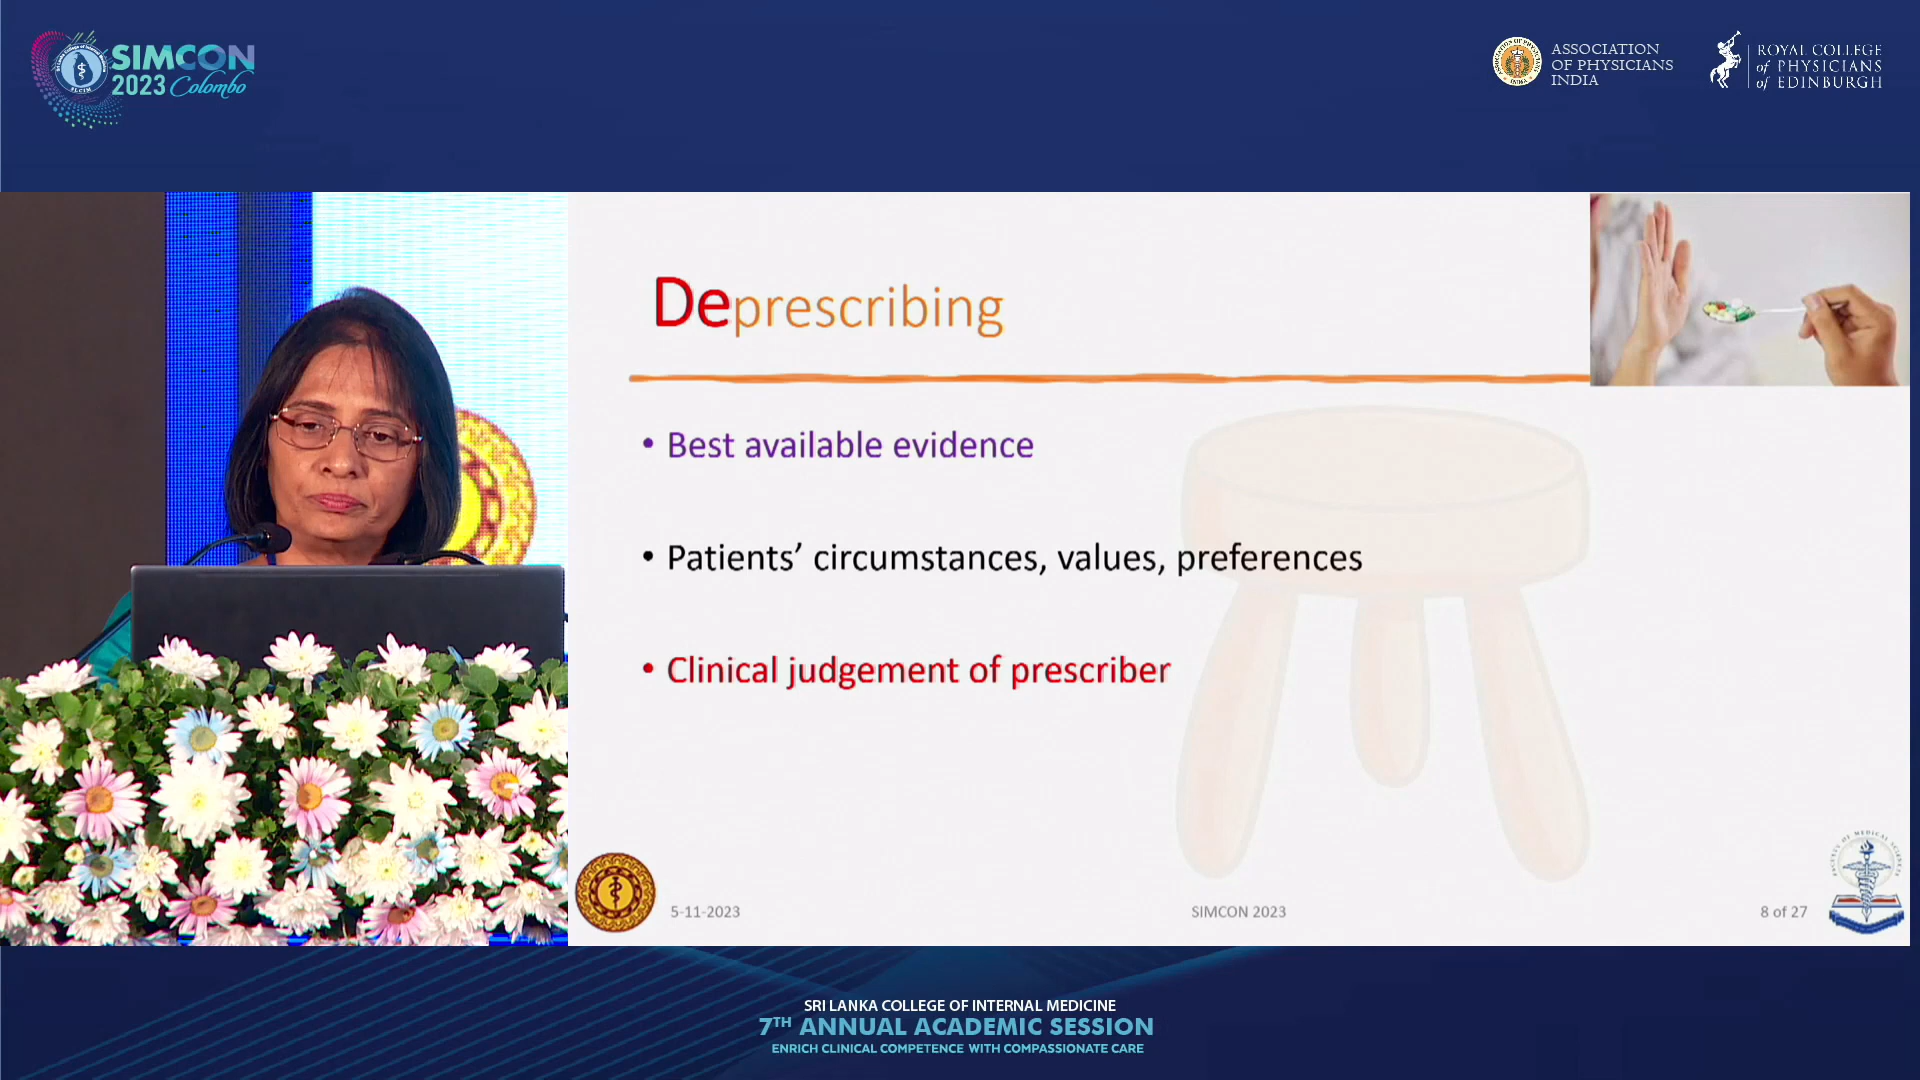 SIMCON
2023 Colombo
SLCIM
ASSOCIATION
OF PHYSICIANS
INDIA
ROYAL COLLEGE
of PHYSICIANS
of EDINBURGH
Deprescribing
• Best available evidence
• Patients’ circumstances, values, preferences
• Clinical judgement of prescriber
5-11-2023
SIMCON 2023
8 of 27
SRI LANKA COLLEGE OF INTERNAL MEDICINE
7TH ANNUAL ACADEMIC SESSION
ENRICH CLINICAL COMPETENCE WITH COMPASSIONATE CARE